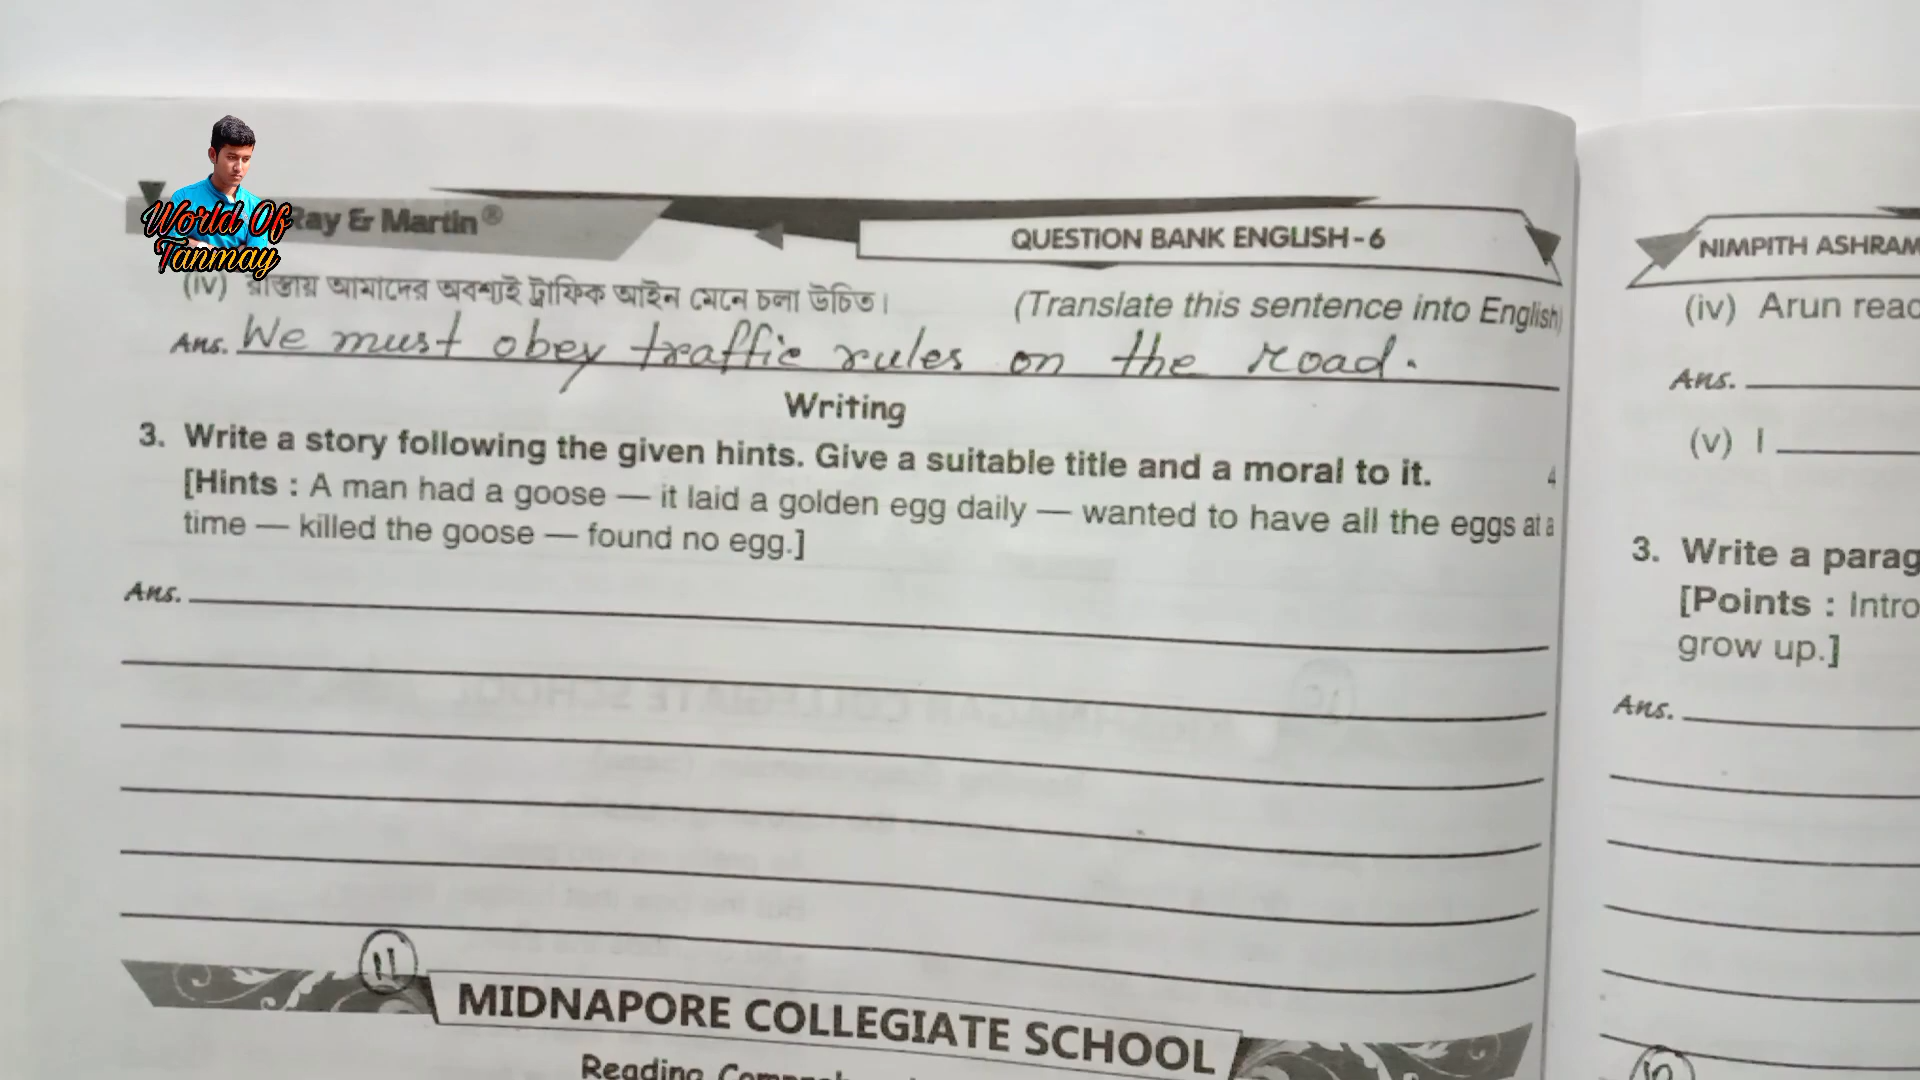 World Of
Tanmay
Ray & Martin®
QUESTION BANK ENGLISH - 6
(iv) রাস্তায় আমাদের অবশ্যই ট্রাফিক আইন মেনে চলা উচিত। (Translate this sentence into English)
Ans. We must obey traffic rules on the road.
Writing
3. Write a story following the given hints. Give a suitable title and a moral to it. 4
[Hints : A man had a goose — it laid a golden egg daily — wanted to have all the eggs at a
time — killed the goose — found no egg.]
Ans.
11
MIDNAPORE COLLEGIATE SCHOOL
Reading
NIMPITH ASHRAM
(iv) Arun
Ans.
(v) I
3. Write a
[Points :
grow up.]
Ans.